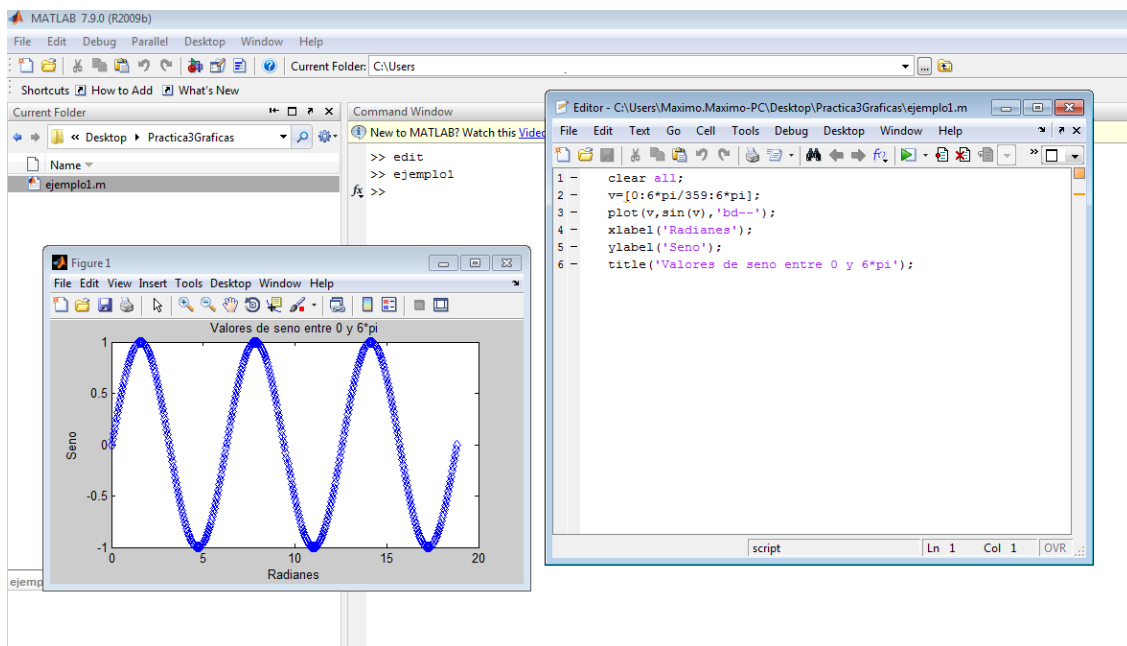 MATLAB 7.9.0 (R2009b)
File Edit Debug Parallel Desktop Window Help
Current Folder: C:\Users
Shortcuts How to Add What's New
Current Folder
« Desktop Practica3Graficas
Name
ejemplo1.m
Command Window
New to MATLAB? Watch this Video
>> edit
>> ejemplo1
fx >>
Editor - C:\Users\Maximo.Maximo-PC\Desktop\Practica3Graficas\ejemplo1.m
File Edit Text Go Cell Tools Debug Desktop Window Help
1 - clear all;
2 - v=[0:6*pi/359:6*pi];
3 - plot(v,sin(v),'bd--');
4 - xlabel('Radianes');
5 - ylabel('Seno');
6 - title('Valores de seno entre 0 y 6*pi');
script Ln 1 Col 1 OVR
Figure 1
File Edit View Insert Tools Desktop Window Help
Valores de seno entre 0 y 6*pi
1
0.5
0
-0.5
-1
Seno
0 5 10 15 20
Radianes
ejemp